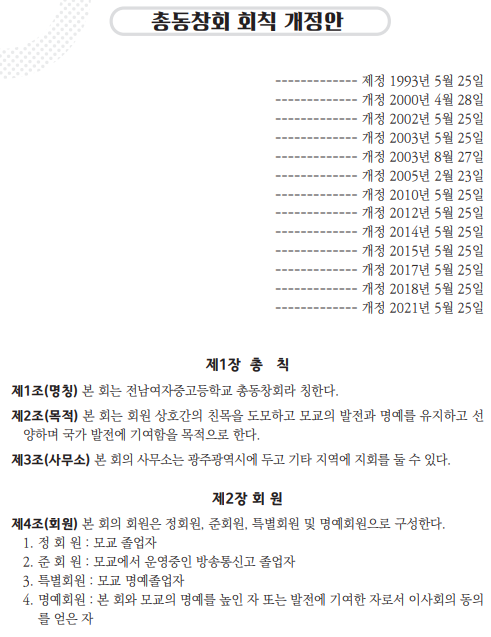 총동창회 회칙 개정안
------------- 제정 1993년 5월 25일
------------- 개정 2000년 4월 28일
------------- 개정 2002년 5월 25일
------------- 개정 2003년 5월 25일
------------- 개정 2003년 8월 27일
------------- 개정 2005년 2월 23일
------------- 개정 2010년 5월 25일
------------- 개정 2012년 5월 25일
------------- 개정 2014년 5월 25일
------------- 개정 2015년 5월 25일
------------- 개정 2017년 5월 25일
------------- 개정 2018년 5월 25일
------------- 개정 2021년 5월 25일
제1장 총 칙
제1조(명칭) 본 회는 전남여자중고등학교 총동창회라 칭한다.
제2조(목적) 본 회는 회원 상호간의 친목을 도모하고 모교의 발전과 명예를 유지하고 선
양하며 국가 발전에 기여함을 목적으로 한다.
제3조(사무소) 본 회의 사무소는 광주광역시에 두고 기타 지역에 지회를 둘 수 있다.
제2장 회 원
제4조(회원) 본 회의 회원은 정회원, 준회원, 특별회원 및 명예회원으로 구성한다.
1. 정 회 원 : 모교 졸업자
2. 준 회 원 : 모교에서 운영중인 방송통신고 졸업자
3. 특별회원 : 모교 명예졸업자
4. 명예회원 : 본 회와 모교의 명예를 높인 자 또는 발전에 기여한 자로서 이사회의 동의
를 얻은 자